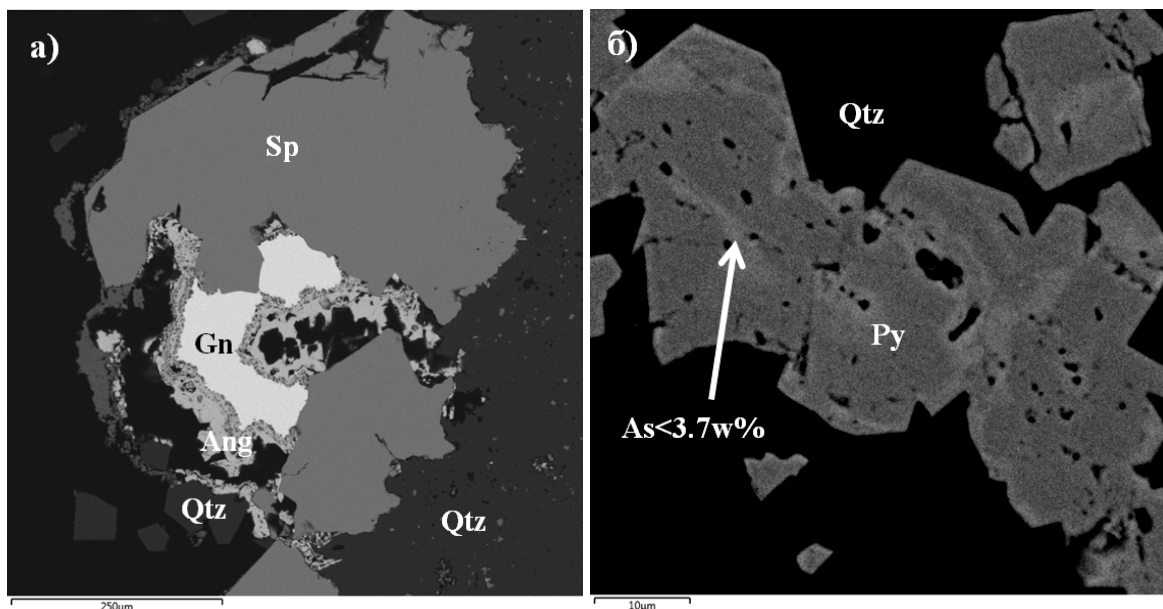 а)
Sp
Gn
Ang
Qtz
Qtz
250µm
б)
Qtz
Py
As<3.7w%
10µm